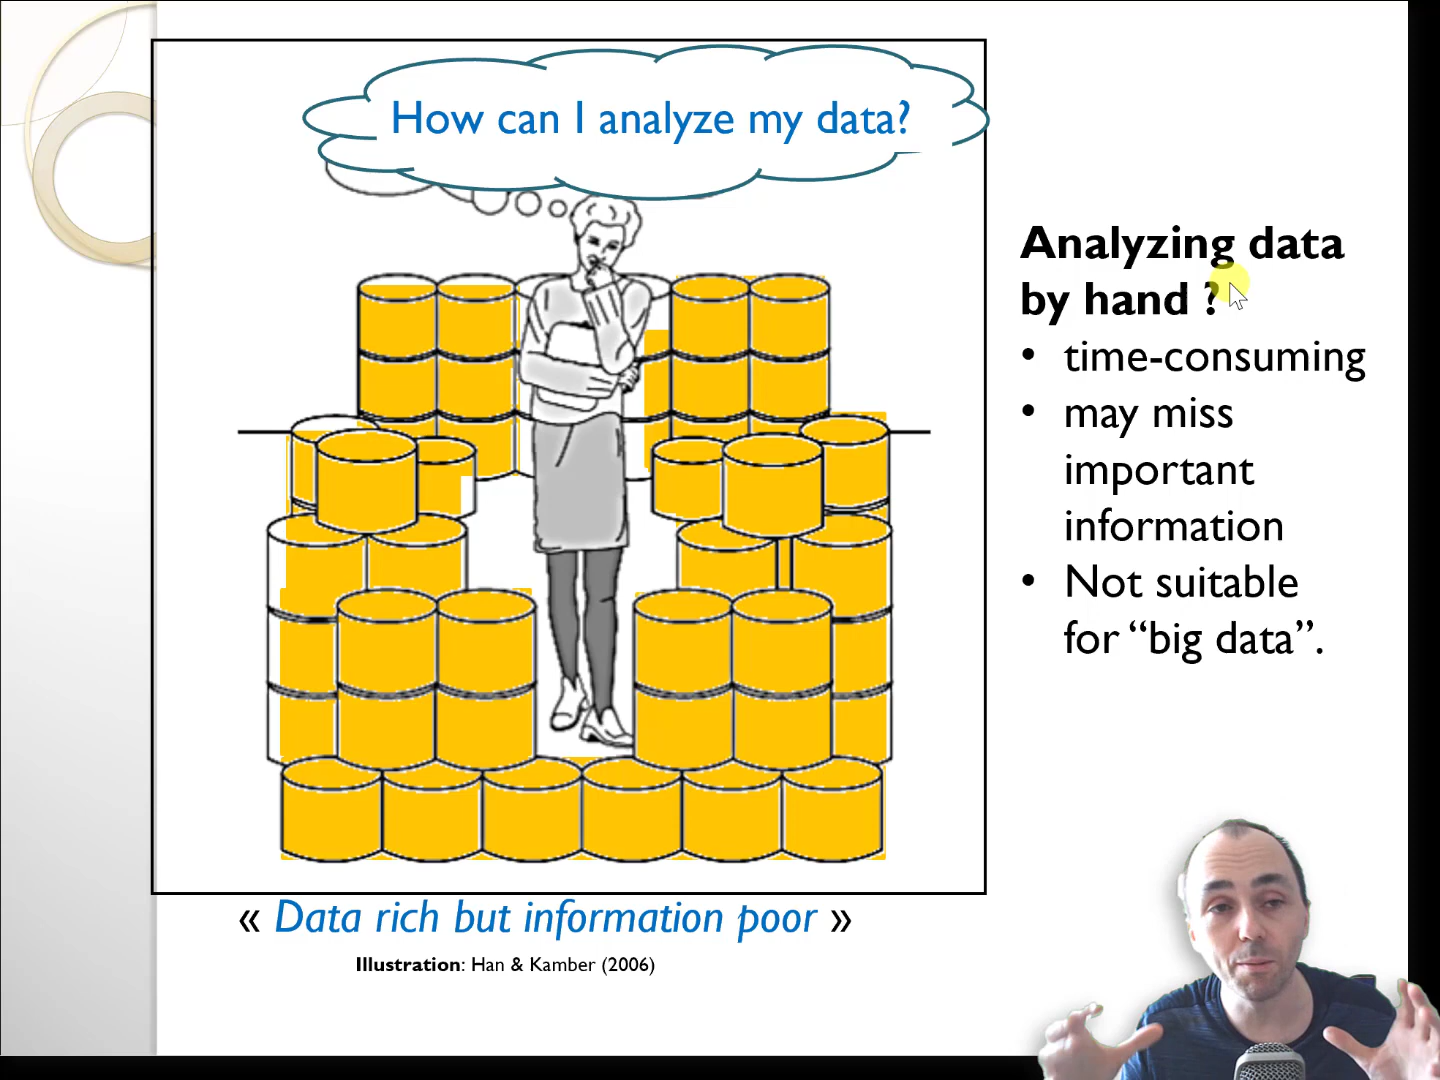 How can I analyze my data?
Analyzing data
by hand ?
• time-consuming
• may miss
important
information
• Not suitable
for “big data”.
« Data rich but information poor »
Illustration: Han & Kamber (2006)